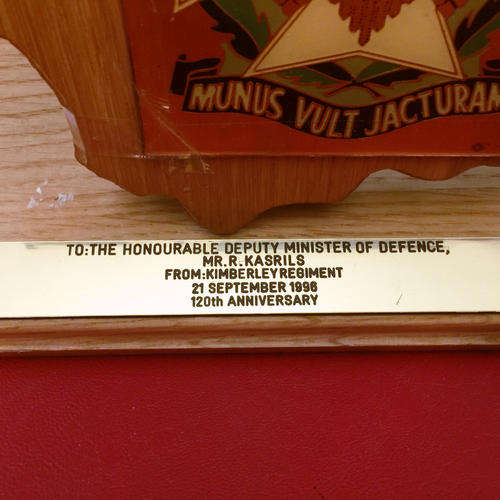 MUNUS VULT JACTURAM
TO:THE HONOURABLE DEPUTY MINISTER OF DEFENCE,
MR.R.KASRILS
FROM:KIMBERLEY REGIMENT
21 SEPTEMBER 1996
120th ANNIVERSARY